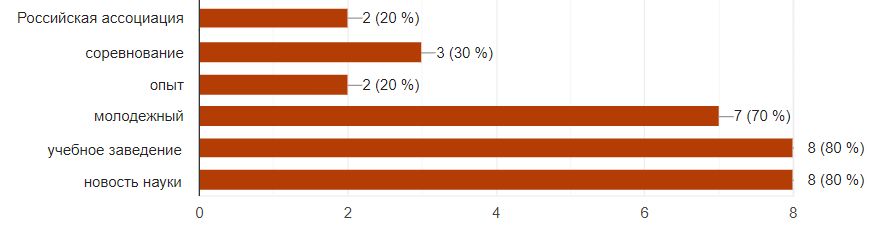 Российская ассоциация 2 (20 %)
соревнование 3 (30 %)
опыт 2 (20 %)
молодежный 7 (70 %)
учебное заведение 8 (80 %)
новость науки 8 (80 %)
0 2 4 6 8